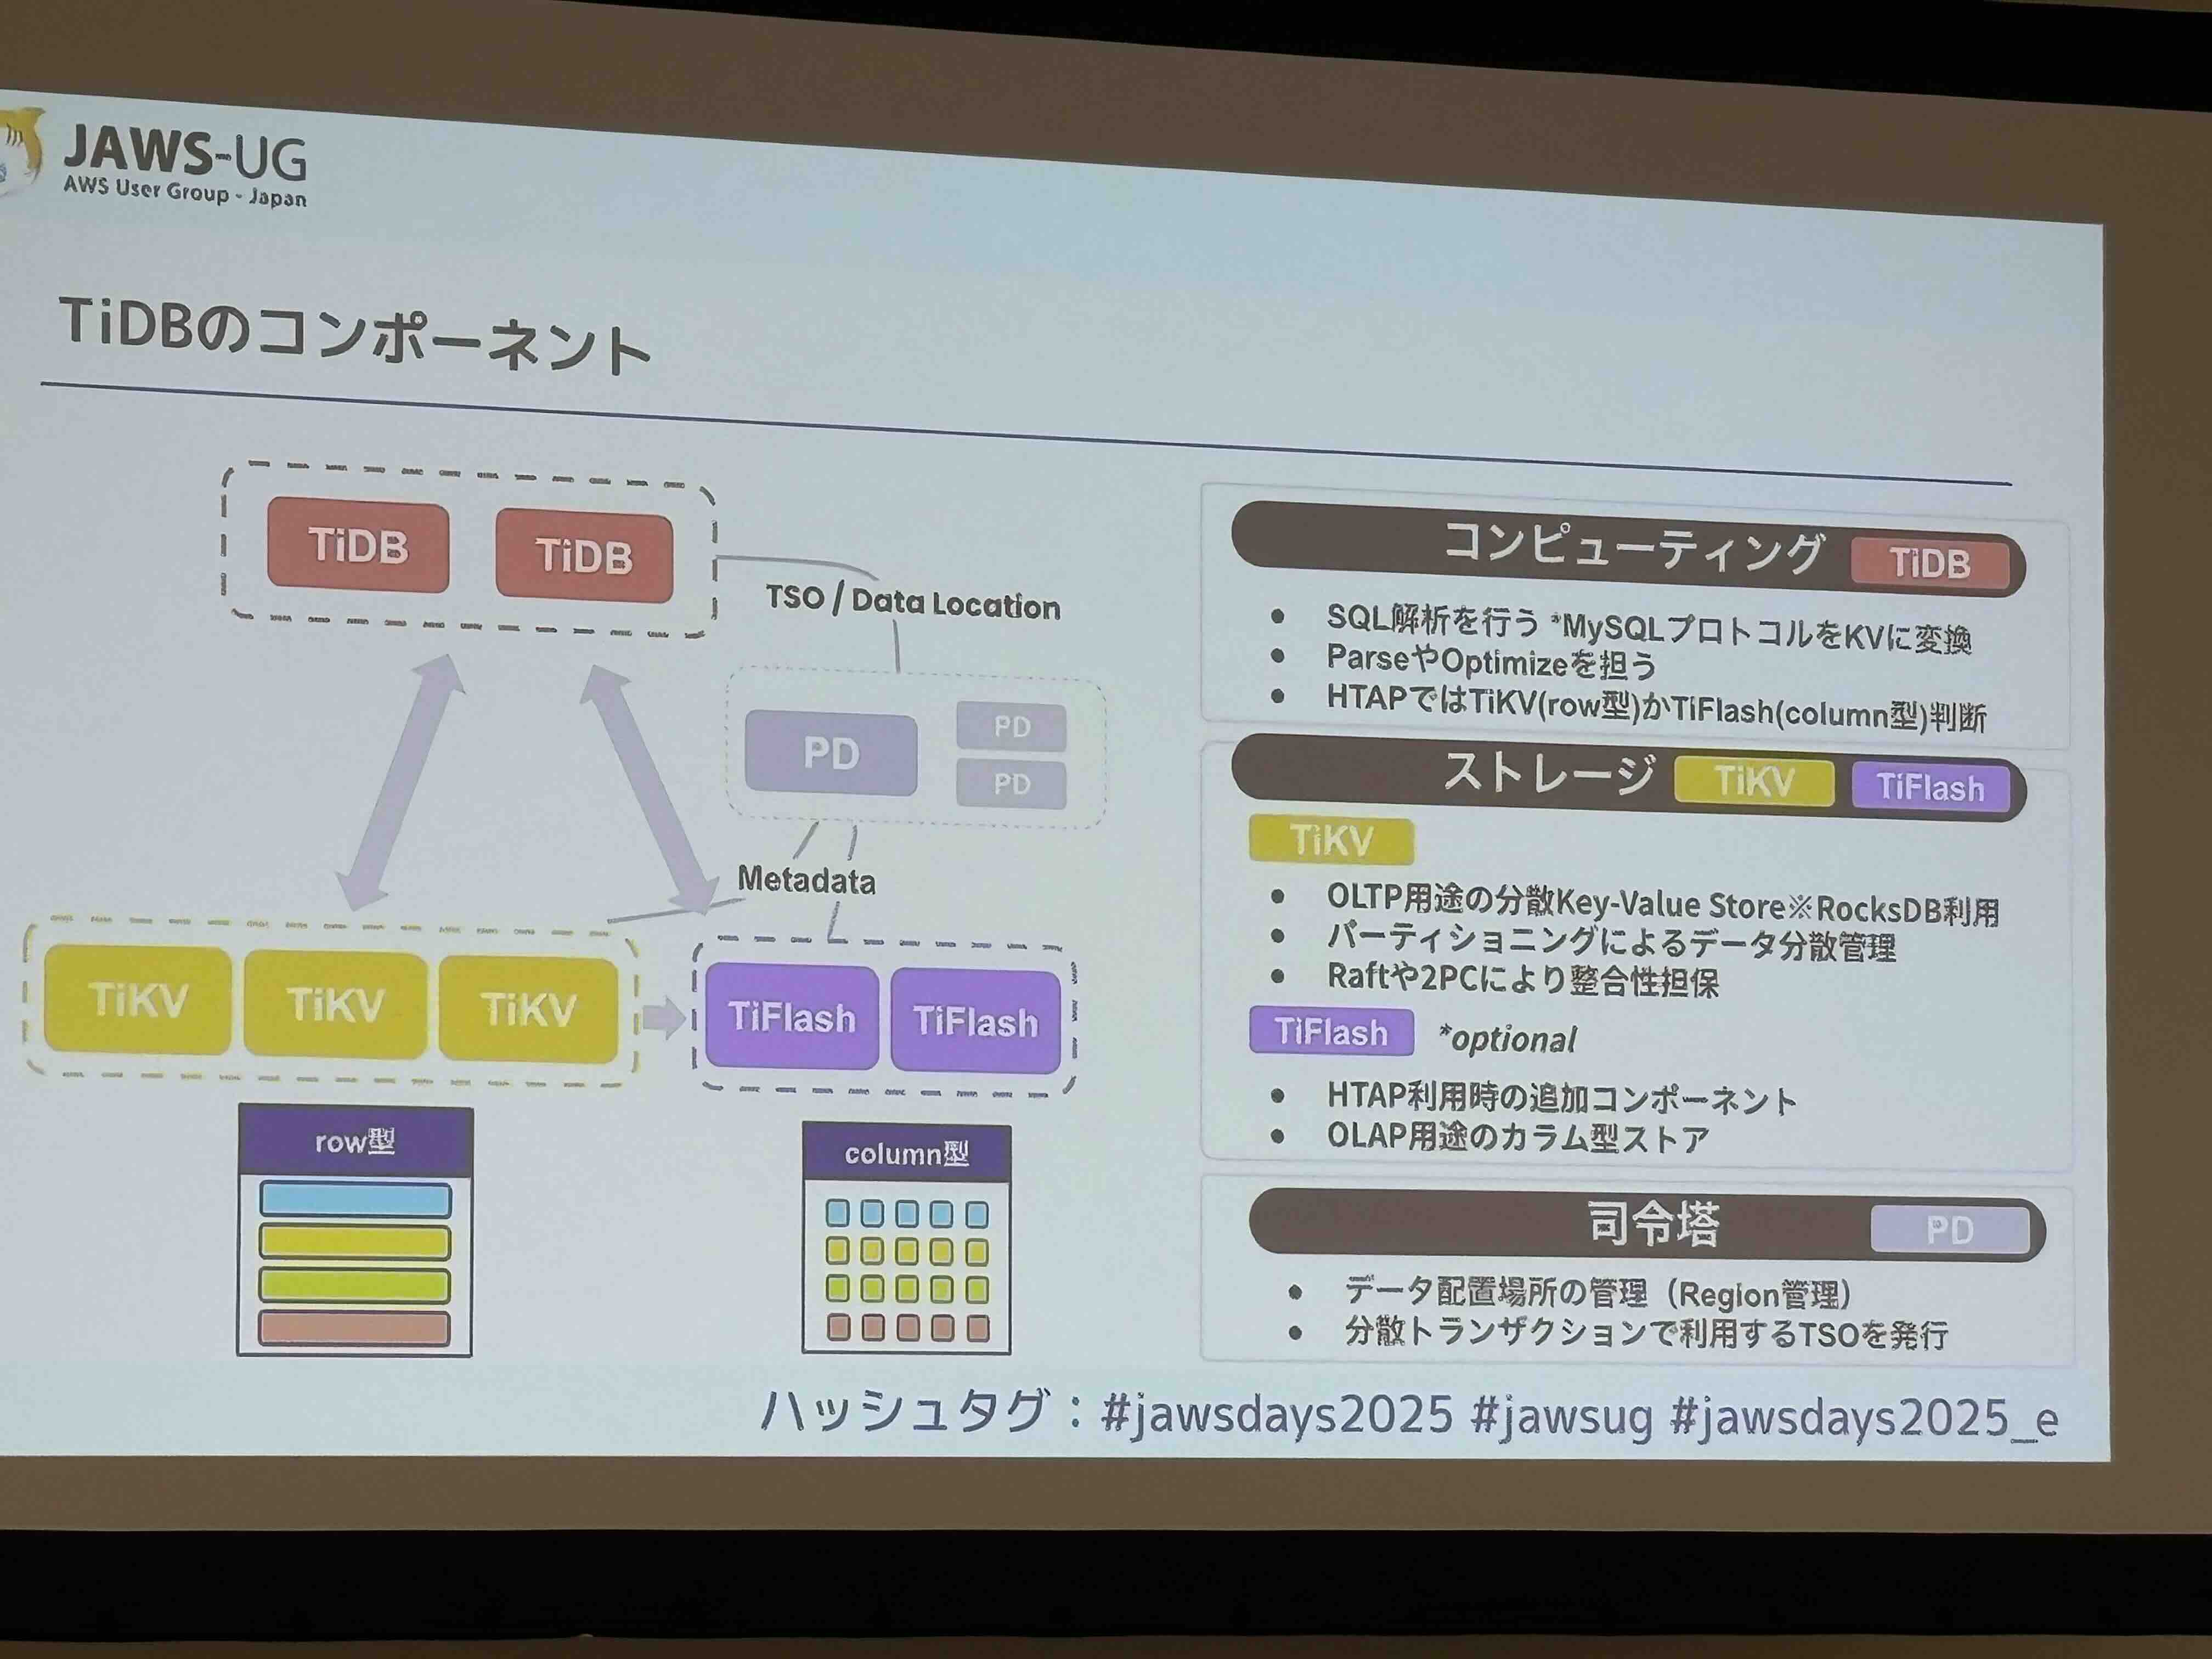 JAWS-UG
AWS User Group - Japan
TiDBのコンポーネント
TiDB
TiDB
TSO / Data Location
PD
PD
PD
Metadata
TiKV
TiKV
TiKV
TiFlash
TiFlash
row型
column型
コンピューティング TiDB
• SQL解析を行う *MySQLプロトコルをKVに変換
• ParseやOptimizeを担う
• HTAPではTiKV(row型)かTiFlash(column型)判断
ストレージ TiKV TiFlash
TiKV
• OLTP用途の分散Key-Value Store※RocksDB利用
• パーティショニングによるデータ分散管理
• Raftや2PCにより整合性担保
TiFlash *optional
• HTAP利用時の追加コンポーネント
• OLAP用途のカラム型ストア
司令塔 PD
• データ配置場所の管理（Region管理）
• 分散トランザクションで利用するTSOを発行
ハッシュタグ：#jawsdays2025 #jawsug #jawsdays2025_e